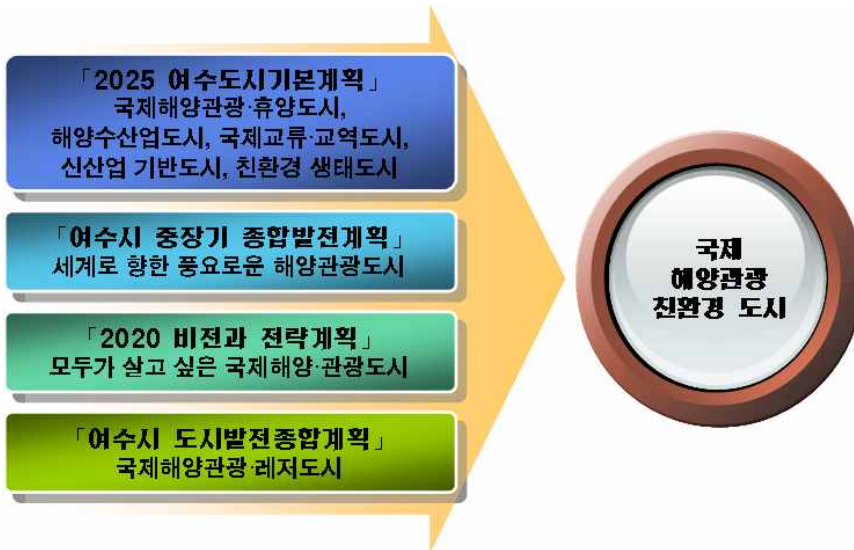 「2025 여수도시기본계획」
국제해양관광·휴양도시,
해양수산업도시, 국제교류·교역도시,
신산업 기반도시, 친환경 생태도시
「여수시 중장기 종합발전계획」
세계로 향한 풍요로운 해양관광도시
「2020 비전과 전략계획」
모두가 살고 싶은 국제해양·관광도시
「여수시 도시발전종합계획」
국제해양관광·레저도시
국제
해양관광
친환경 도시